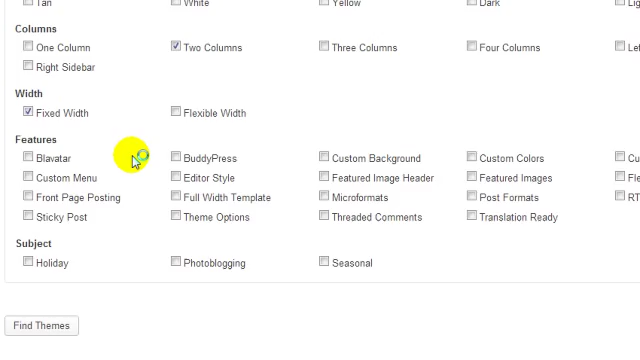 Tan White Yellow Dark
Columns
One Column Two Columns Three Columns Four Columns
Right Sidebar
Width
Fixed Width Flexible Width
Features
Blavatar BuddyPress Custom Background Custom Colors
Custom Menu Editor Style Featured Image Header Featured Images
Front Page Posting Full Width Template Microformats Post Formats
Sticky Post Theme Options Threaded Comments Translation Ready
Subject
Holiday Photoblogging Seasonal
Find Themes